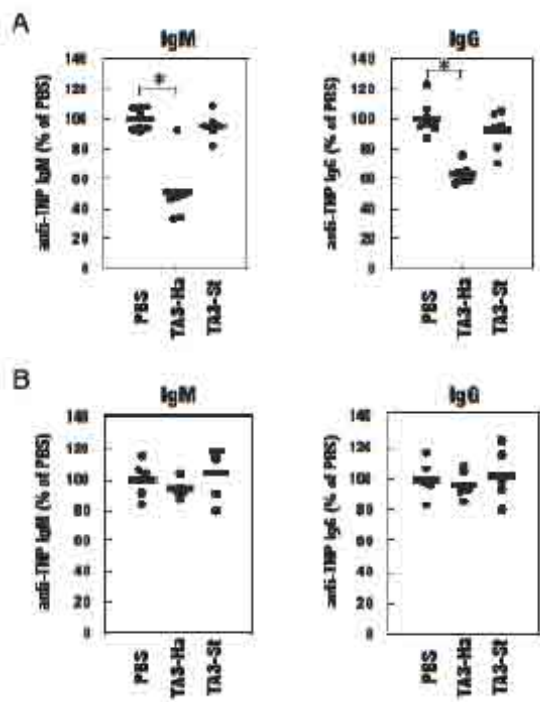 A
IgM
IgG
anti-TNP IgM (% of PBS)
140
120
100
80
60
40
20
0
*
PBS
TA3-Ha
TA3-St
anti-TNP IgG (% of PBS)
140
120
100
80
60
40
20
0
*
PBS
TA3-Ha
TA3-St
B
IgM
IgG
anti-TNP IgM (% of PBS)
140
120
100
80
60
40
20
0
PBS
TA3-Ha
TA3-St
anti-TNP IgG (% of PBS)
140
120
100
80
60
40
20
0
PBS
TA3-Ha
TA3-St